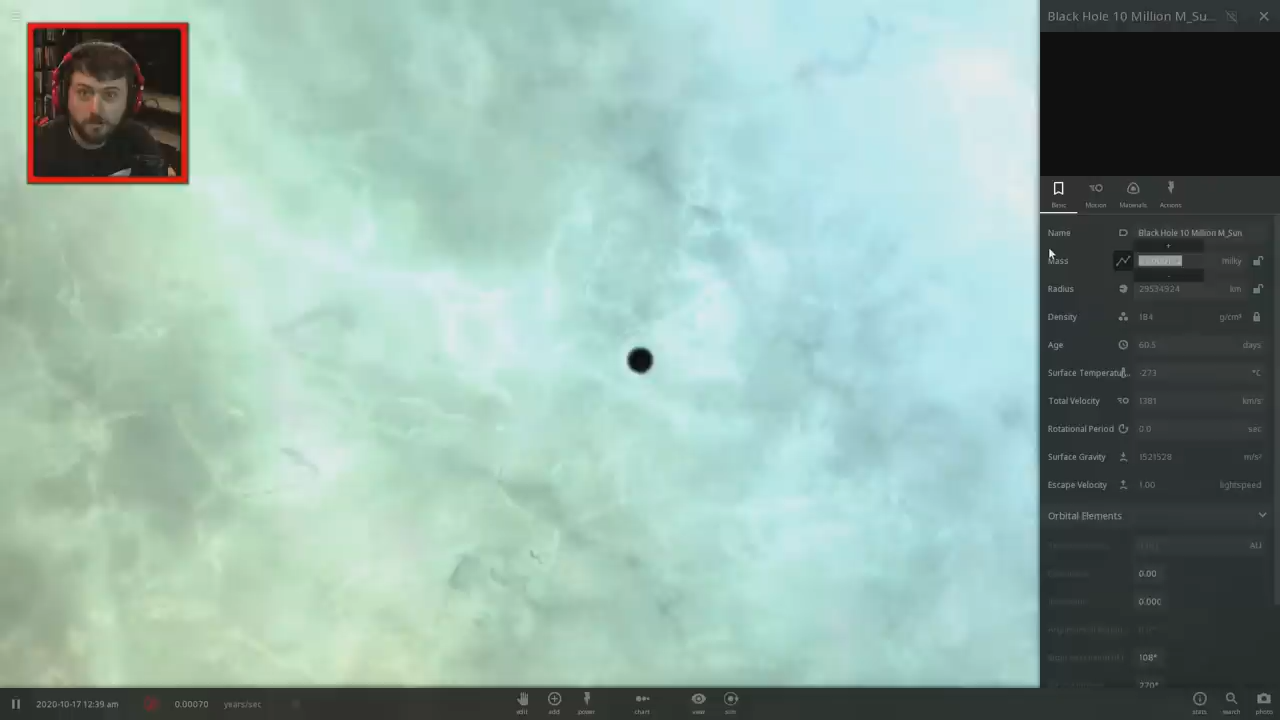 Black Hole 10 Million M_Su...
Basic
Motion
Materials
Actions
Name
Black Hole 10 Million M_Sun
+
Mass
milky
-
Radius
29534924
km
Density
184
g/cm³
Age
60.5
days
Surface Temperatu...
-273
°C
Total Velocity
1381
km/s
Rotational Period
0.0
sec
Surface Gravity
1521528
m/s²
Escape Velocity
1.00
lightspeed
Orbital Elements
AU
0.00
0.000
108°
270°
2020-10-17 12:39 am
0.00070
years/sec
edit
add
power
chart
view
sim
stats
search
photo